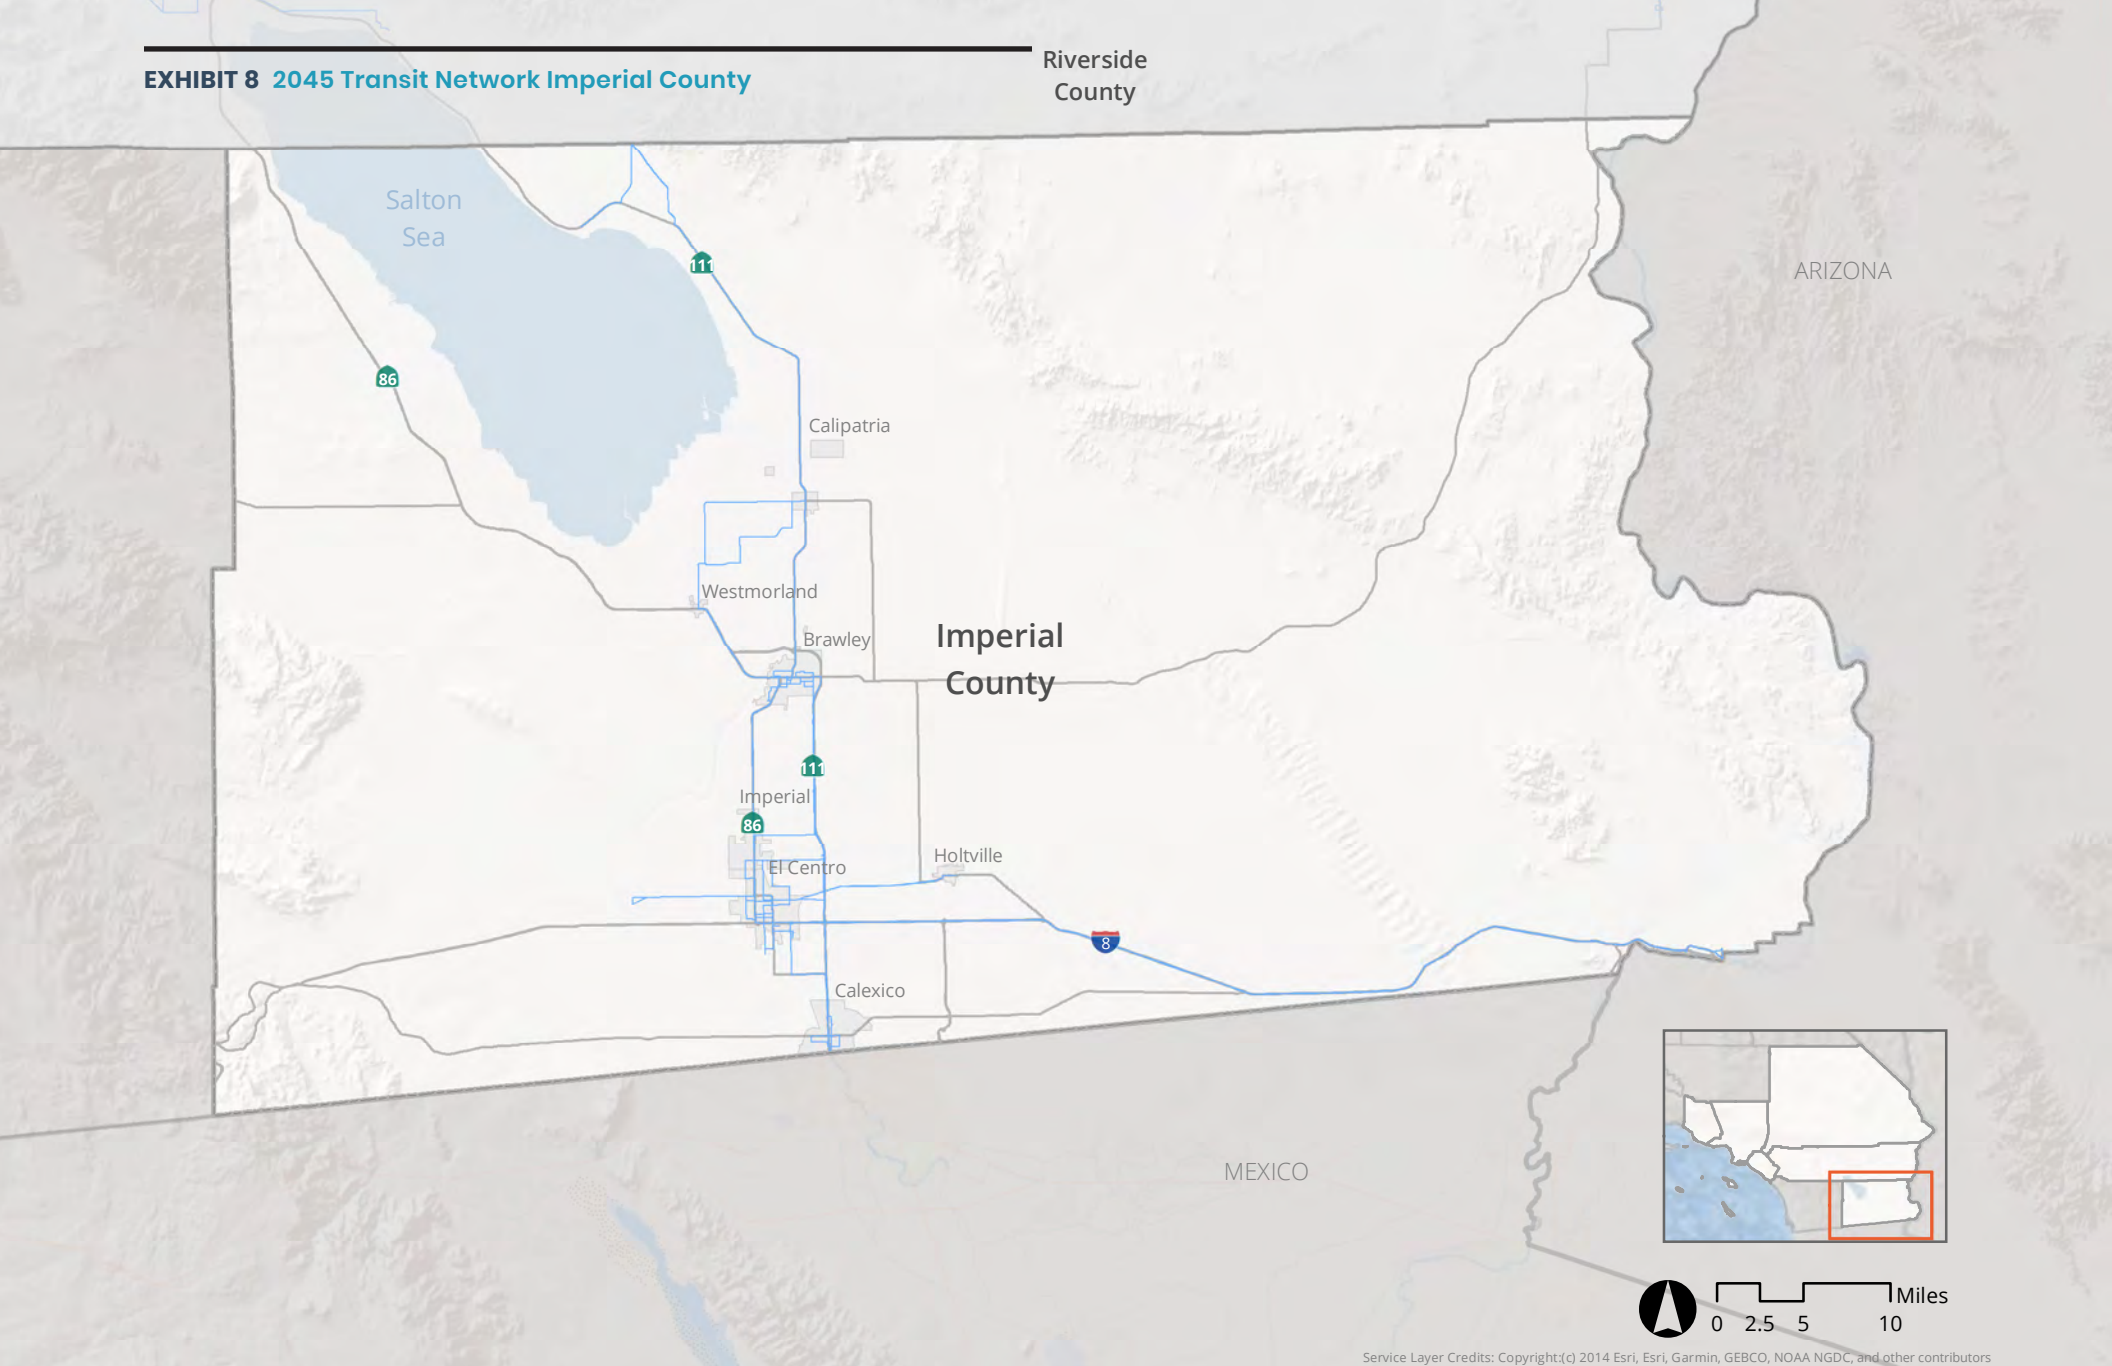 EXHIBIT 8 2045 Transit Network Imperial County
Riverside
County
Salton
Sea
111
ARIZONA
86
Calipatria
Westmorland
Brawley
Imperial
County
111
Imperial
86
El Centro
Holtville
8
Calexico
MEXICO
Miles
0 2.5 5 10
Service Layer Credits: Copyright:(c) 2014 Esri, Esri, Garmin, GEBCO, NOAA NGDC, and other contributors